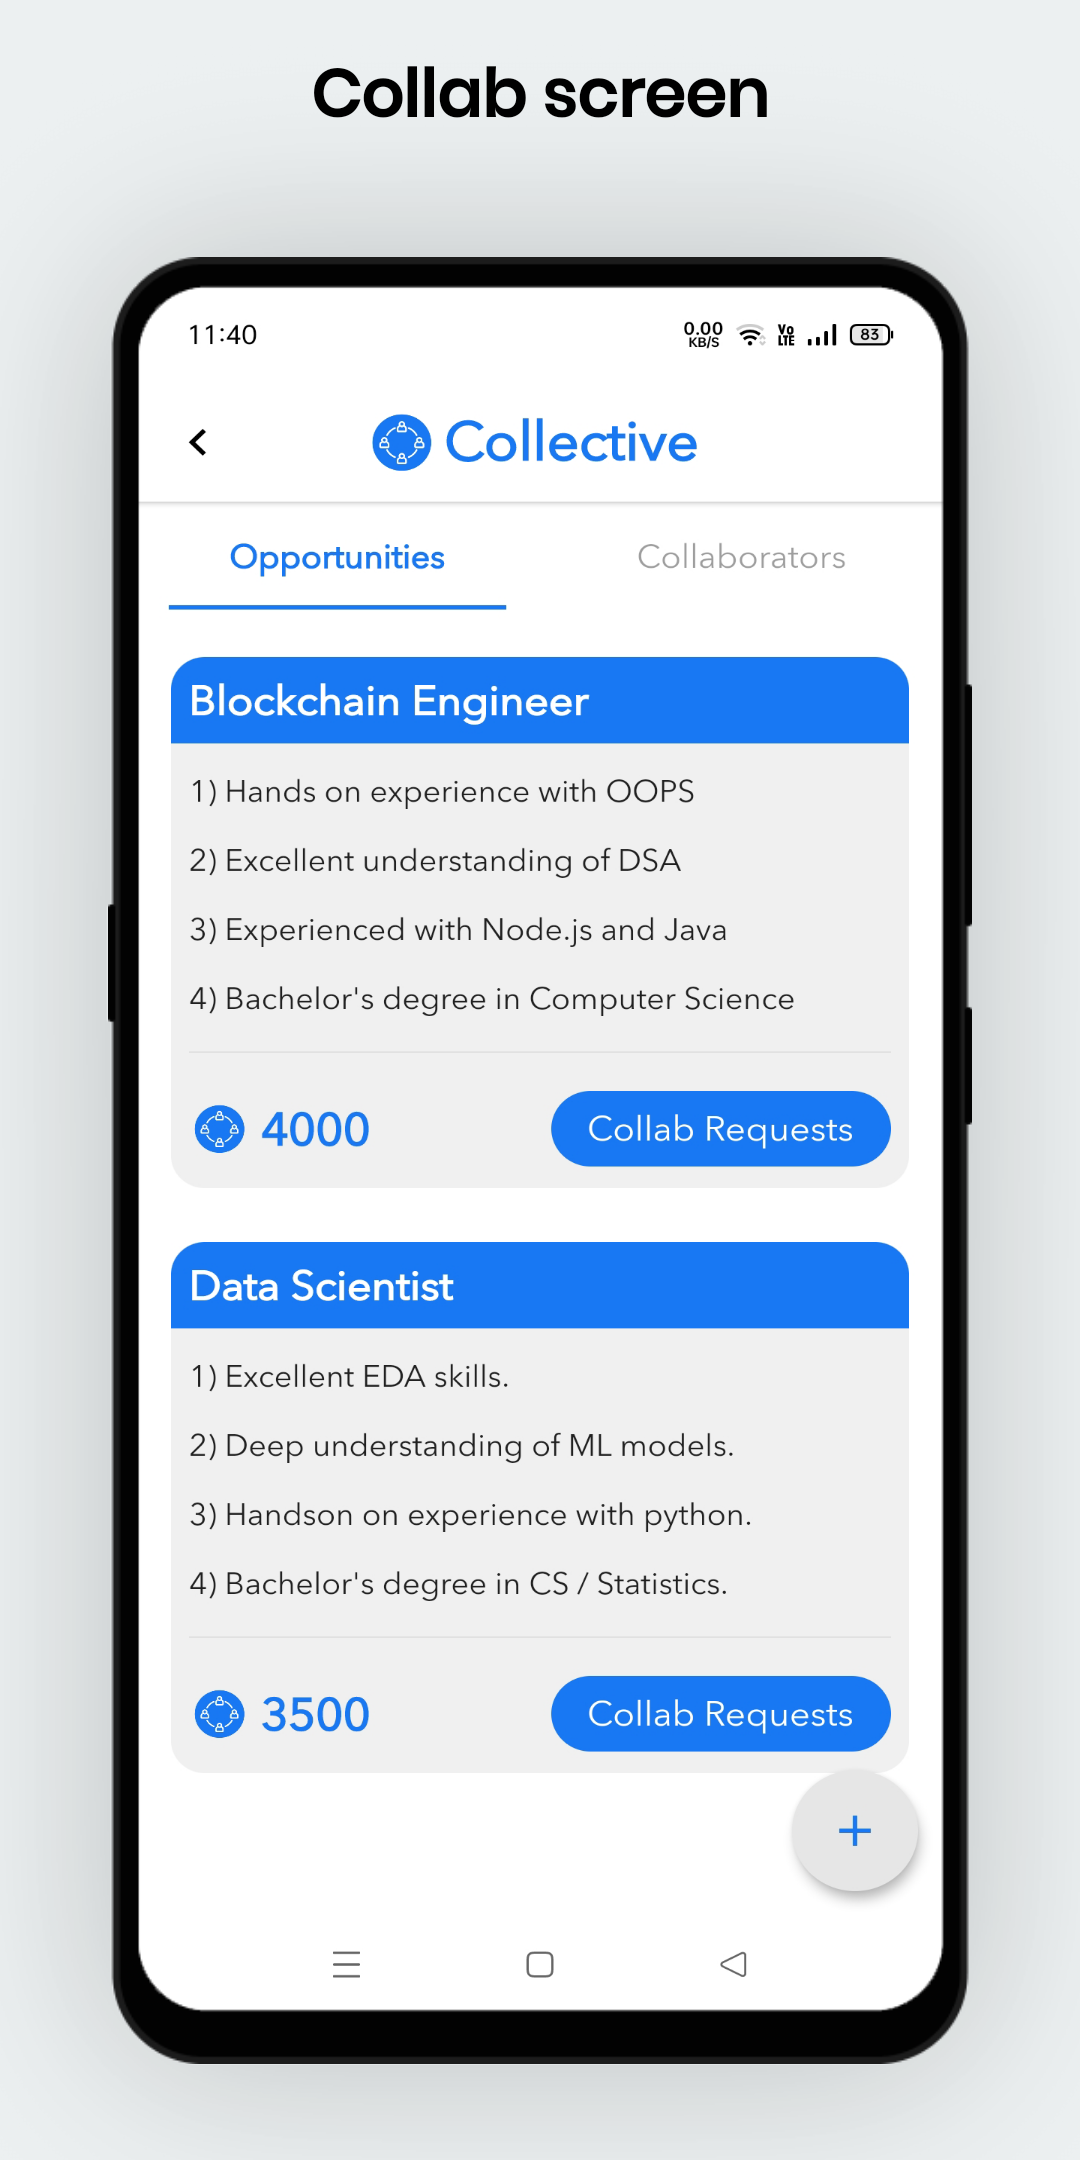 Collab screen
11:40
0.00
KB/S
Vo
LTE
83
Collective
Opportunities
Collaborators
Blockchain Engineer
1) Hands on experience with OOPS
2) Excellent understanding of DSA
3) Experienced with Node.js and Java
4) Bachelor's degree in Computer Science
4000
Collab Requests
Data Scientist
1) Excellent EDA skills.
2) Deep understanding of ML models.
3) Handson on experience with python.
4) Bachelor's degree in CS / Statistics.
3500
Collab Requests
+